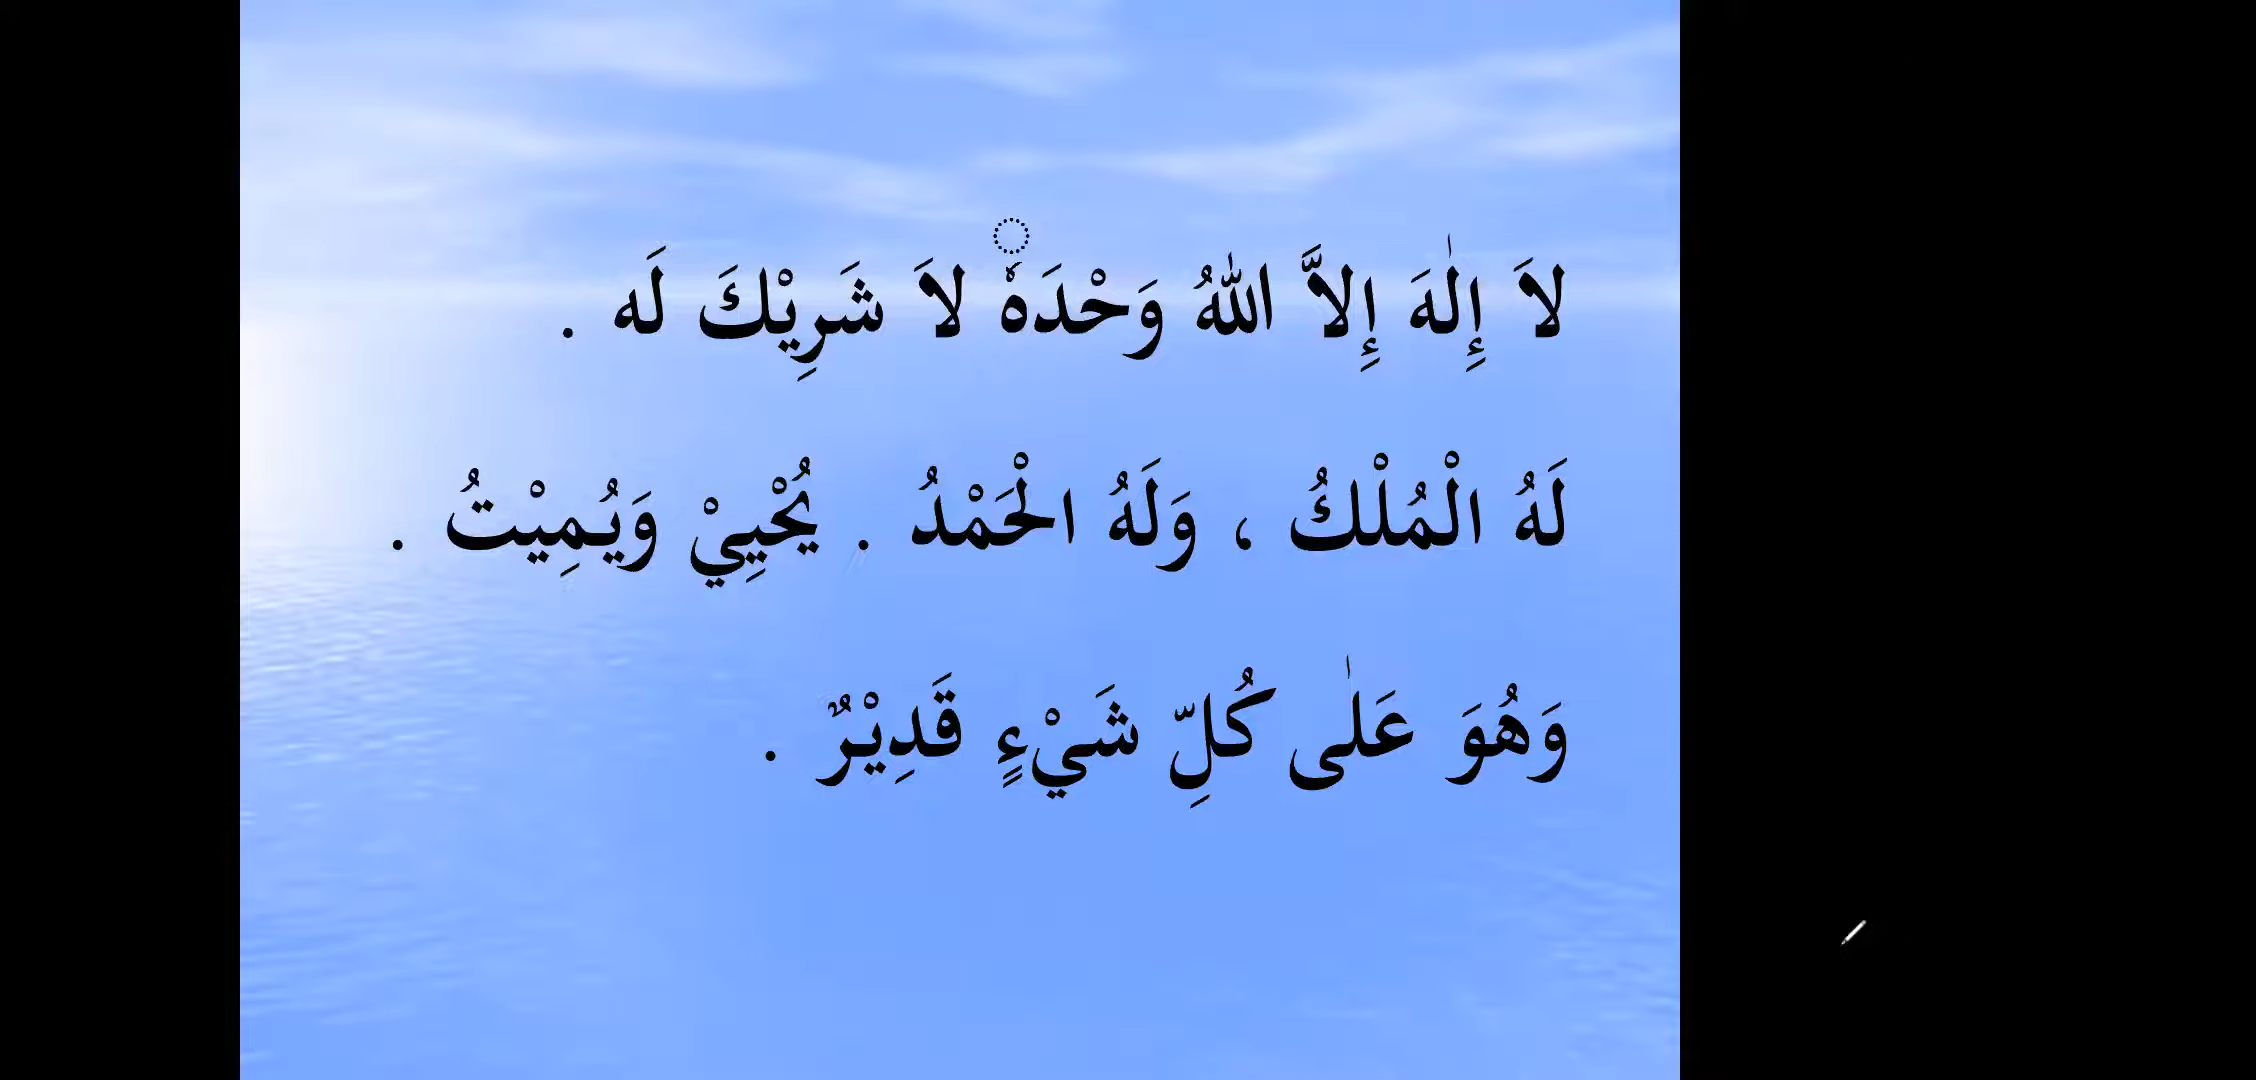 لاَ إِلٰهَ إِلاَّ اللهُ وَحْدَهٗ لاَ شَرِيْكَ لَه .
لَهُ الْمُلْكُ ، وَلَهُ الْحَمْدُ . يُحْيِيْ وَيُمِيْتُ .
وَهُوَ عَلٰى كُلِّ شَيْءٍ قَدِيْرٌ .